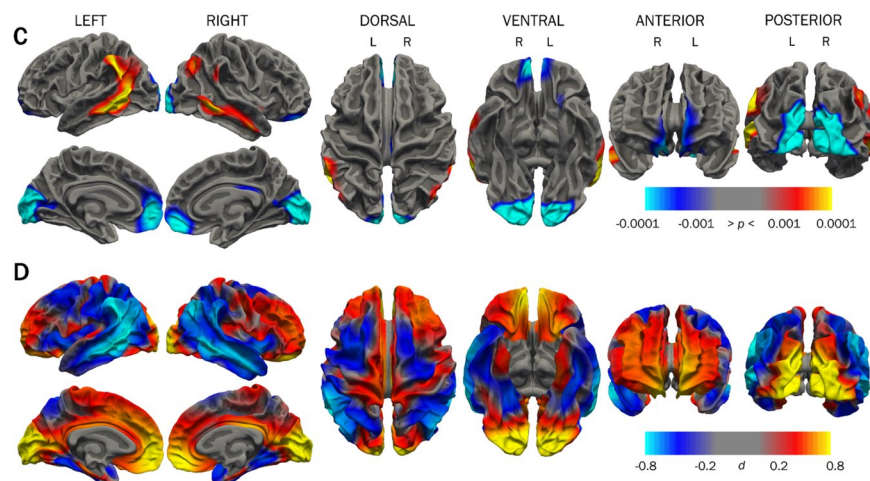 LEFT RIGHT DORSAL VENTRAL ANTERIOR POSTERIOR
C L R R L R L L R
-0.0001 -0.001 > p < 0.001 0.0001
D
-0.8 -0.2 d 0.2 0.8